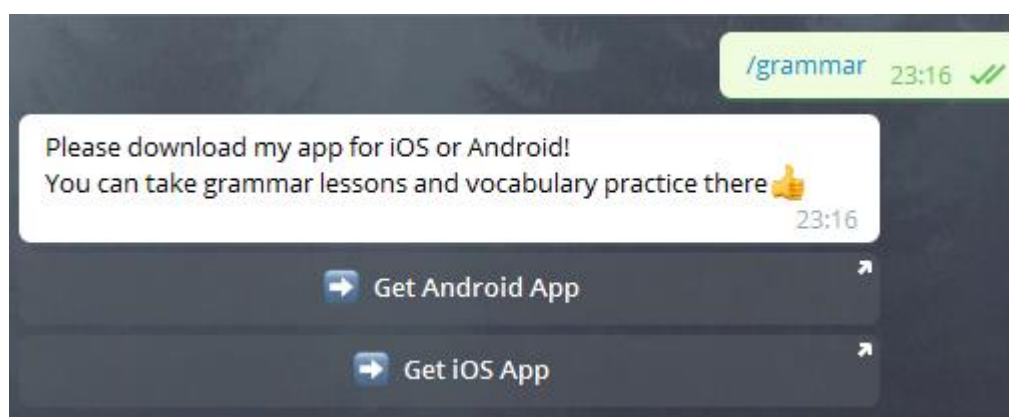 /grammar 23:16
Please download my app for iOS or Android!
You can take grammar lessons and vocabulary practice there👍
23:16
➡ Get Android App
➡ Get iOS App